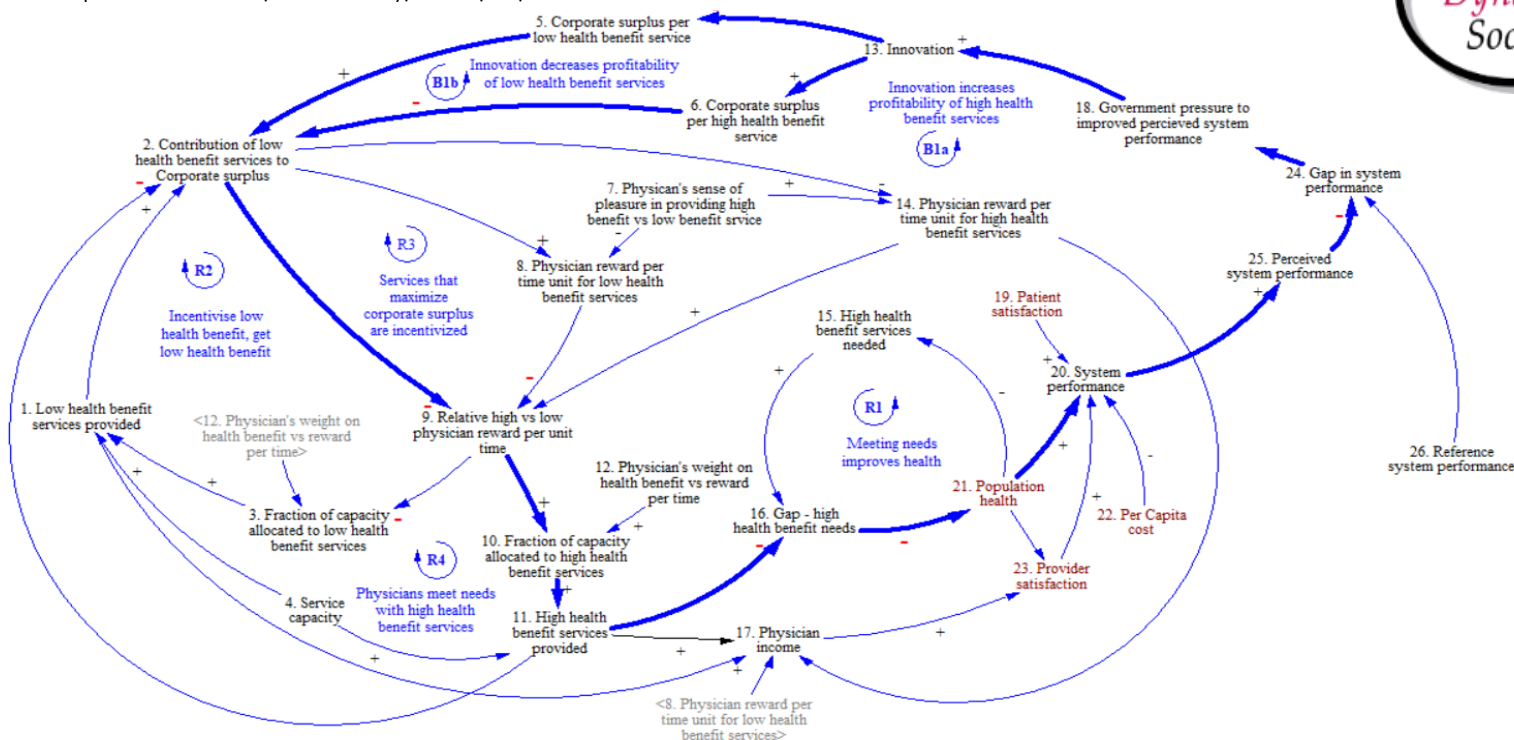 5. Corporate surplus per
low health benefit service
13. Innovation
B1b
Innovation decreases profitability
of low health benefit services
6. Corporate surplus
per high health benefit
service
Innovation increases
profitability of high health
benefit services
B1a
18. Government pressure to
improved percieved system
performance
2. Contribution of low
health benefit services to
Corporate surplus
7. Physican's sense of
pleasure in providing high
benefit vs low benefit srvice
14. Physician reward per
time unit for high health
benefit services
24. Gap in system
performance
R2
Incentivise low
health benefit, get
low health benefit
R3
Services that
maximize
corporate surplus
are incentivized
8. Physician reward per
time unit for low health
benefit services
25. Perceived
system performance
19. Patient
satisfaction
15. High health
benefit services
needed
20. System
performance
1. Low health benefit
services provided
<12. Physician's weight on
health benefit vs reward
per time>
9. Relative high vs low
physician reward per unit
time
R1
Meeting needs
improves health
26. Reference
system performance
12. Physician's weight on
health benefit vs reward
per time
21. Population
health
22. Per Capita
cost
3. Fraction of capacity
allocated to low health
benefit services
10. Fraction of capacity
allocated to high health
benefit services
16. Gap - high
health benefit needs
R4
Physicians meet needs
with high health
benefit services
23. Provider
satisfaction
4. Service
capacity
11. High health
benefit services
provided
17. Physician
income
<8. Physician reward per
time unit for low health
benefit services>